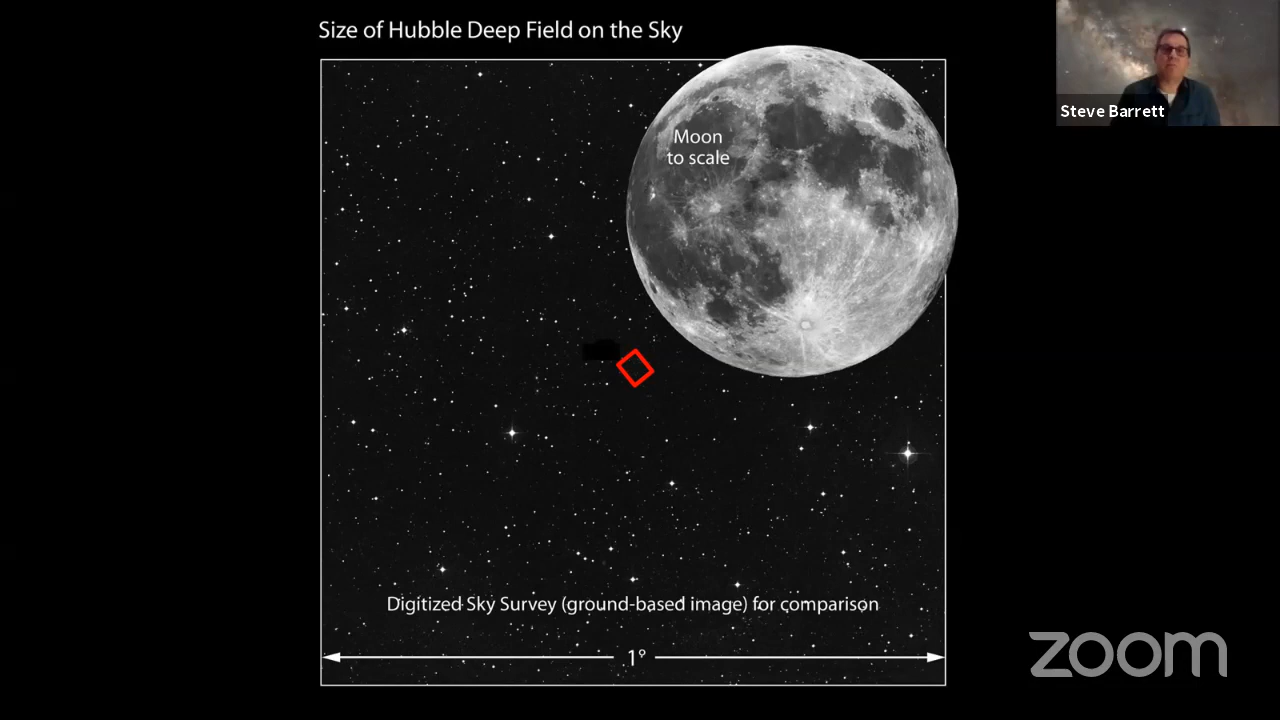 Size of Hubble Deep Field on the Sky
Steve Barrett
Moon
to scale
Digitized Sky Survey (ground-based image) for comparison
1º
zoom